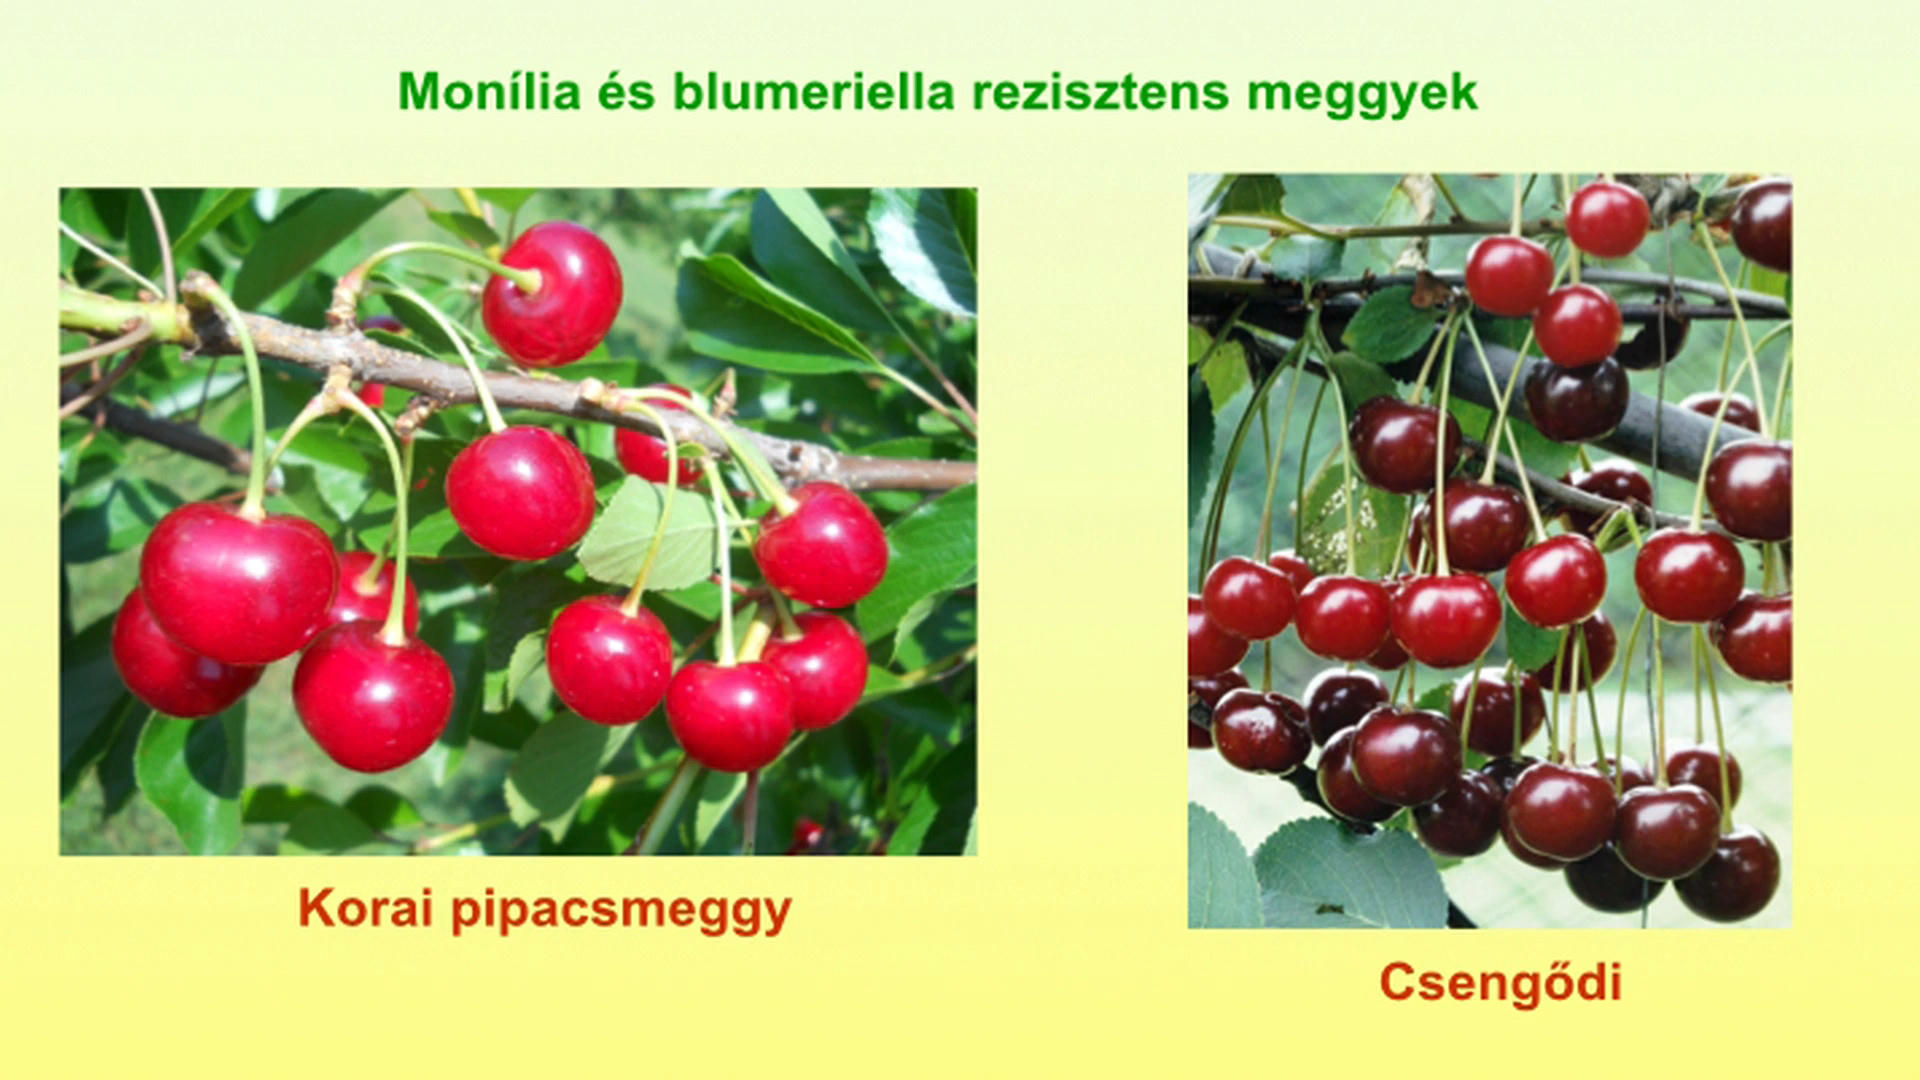 Monília és blumeriella rezisztens meggyek
Korai pipacsmeggy
Csengődi